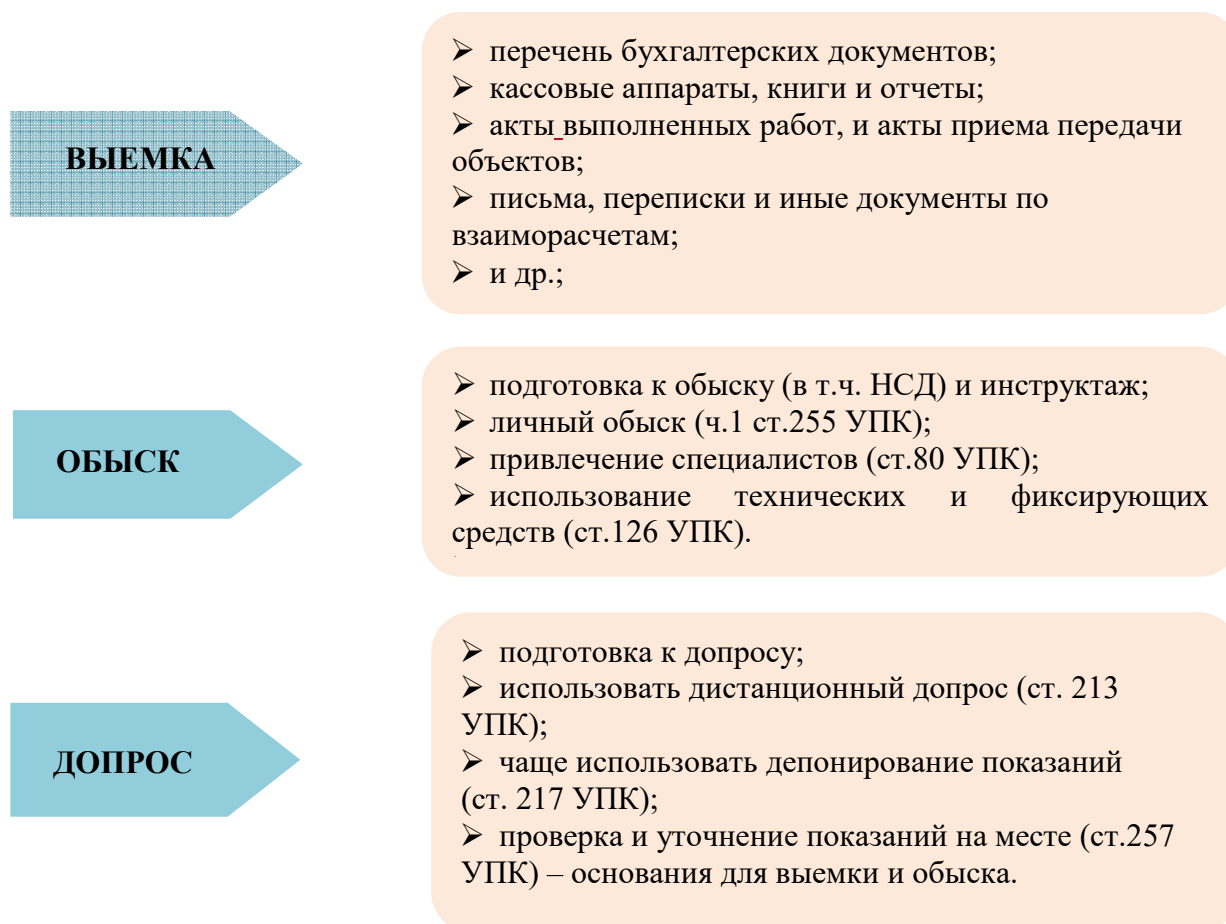 ВЫЕМКА
➢ перечень бухгалтерских документов;
➢ кассовые аппараты, книги и отчеты;
➢ акты выполненных работ, и акты приема передачи
объектов;
➢ письма, переписки и иные документы по
взаиморасчетам;
➢ и др.;
ОБЫСК
➢ подготовка к обыску (в т.ч. НСД) и инструктаж;
➢ личный обыск (ч.1 ст.255 УПК);
➢ привлечение специалистов (ст.80 УПК);
➢ использование технических и фиксирующих
средств (ст.126 УПК).
ДОПРОС
➢ подготовка к допросу;
➢ использовать дистанционный допрос (ст. 213
УПК);
➢ чаще использовать депонирование показаний
(ст. 217 УПК);
➢ проверка и уточнение показаний на месте (ст.257
УПК) – основания для выемки и обыска.